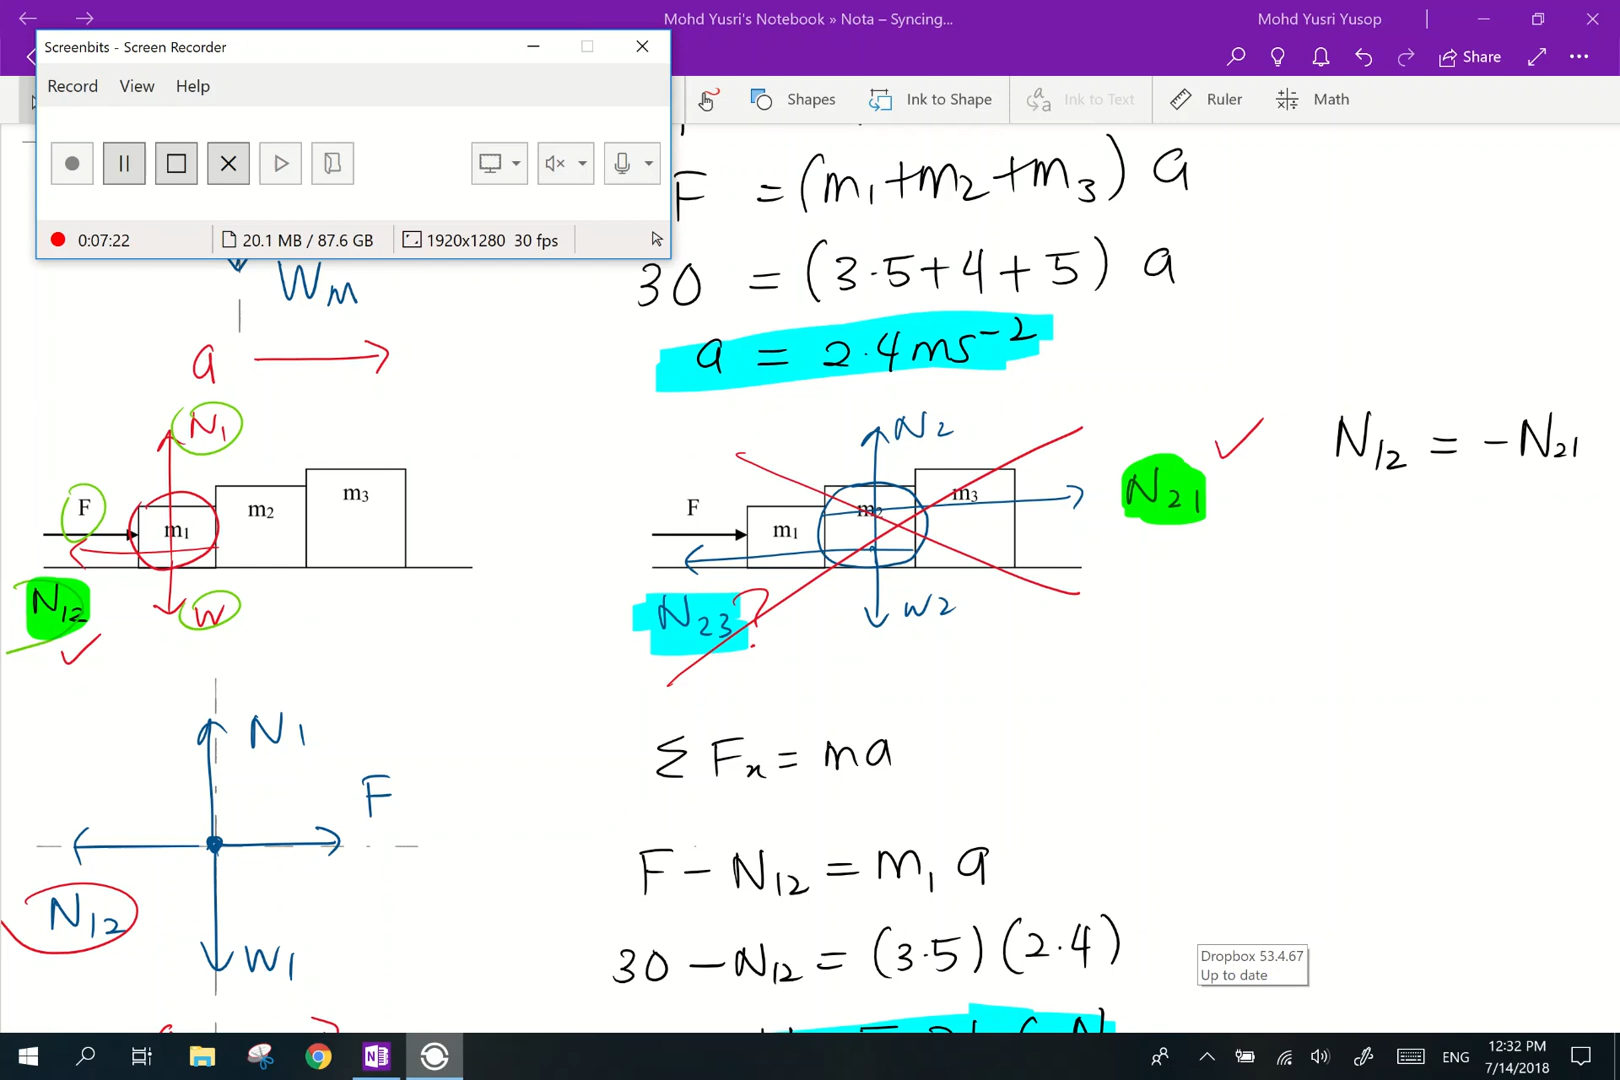 Mohd Yusri's Notebook » Nota – Syncing...
Mohd Yusri Yusop
Screenbits - Screen Recorder
Record View Help
0:07:22
20.1 MB / 87.6 GB
1920x1280 30 fps
Share
Shapes
Ink to Shape
Ink to Text
Ruler
Math
F = (m1+m2+m3) a
30 = (3.5+4+5) a
a = 2.4 ms⁻²
WM
a
N1
F
m1
m2
m3
N12
W
N2
F
m1
m3
N21
N23?
W2
N12 = -N21
N1
F
N12
W1
Σ Fx = ma
F - N12 = m1 a
30 - N12 = (3.5)(2.4)
Dropbox 53.4.67
Up to date
ENG
12:32 PM
7/14/2018